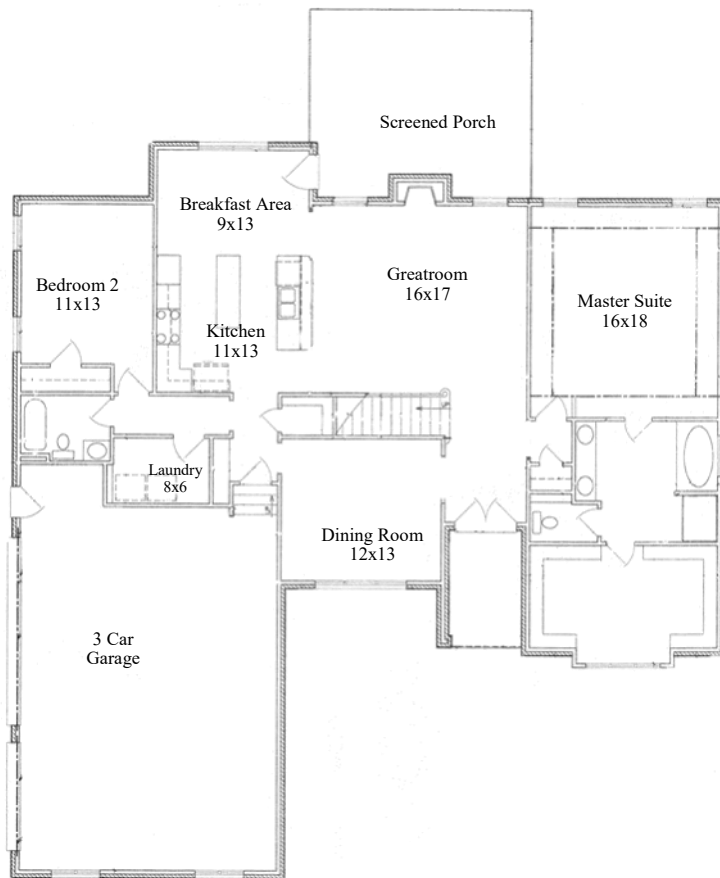 Screened Porch
Breakfast Area
9x13
Bedroom 2
11x13
Greatroom
16x17
Master Suite
16x18
Kitchen
11x13
Laundry
8x6
Dining Room
12x13
3 Car
Garage